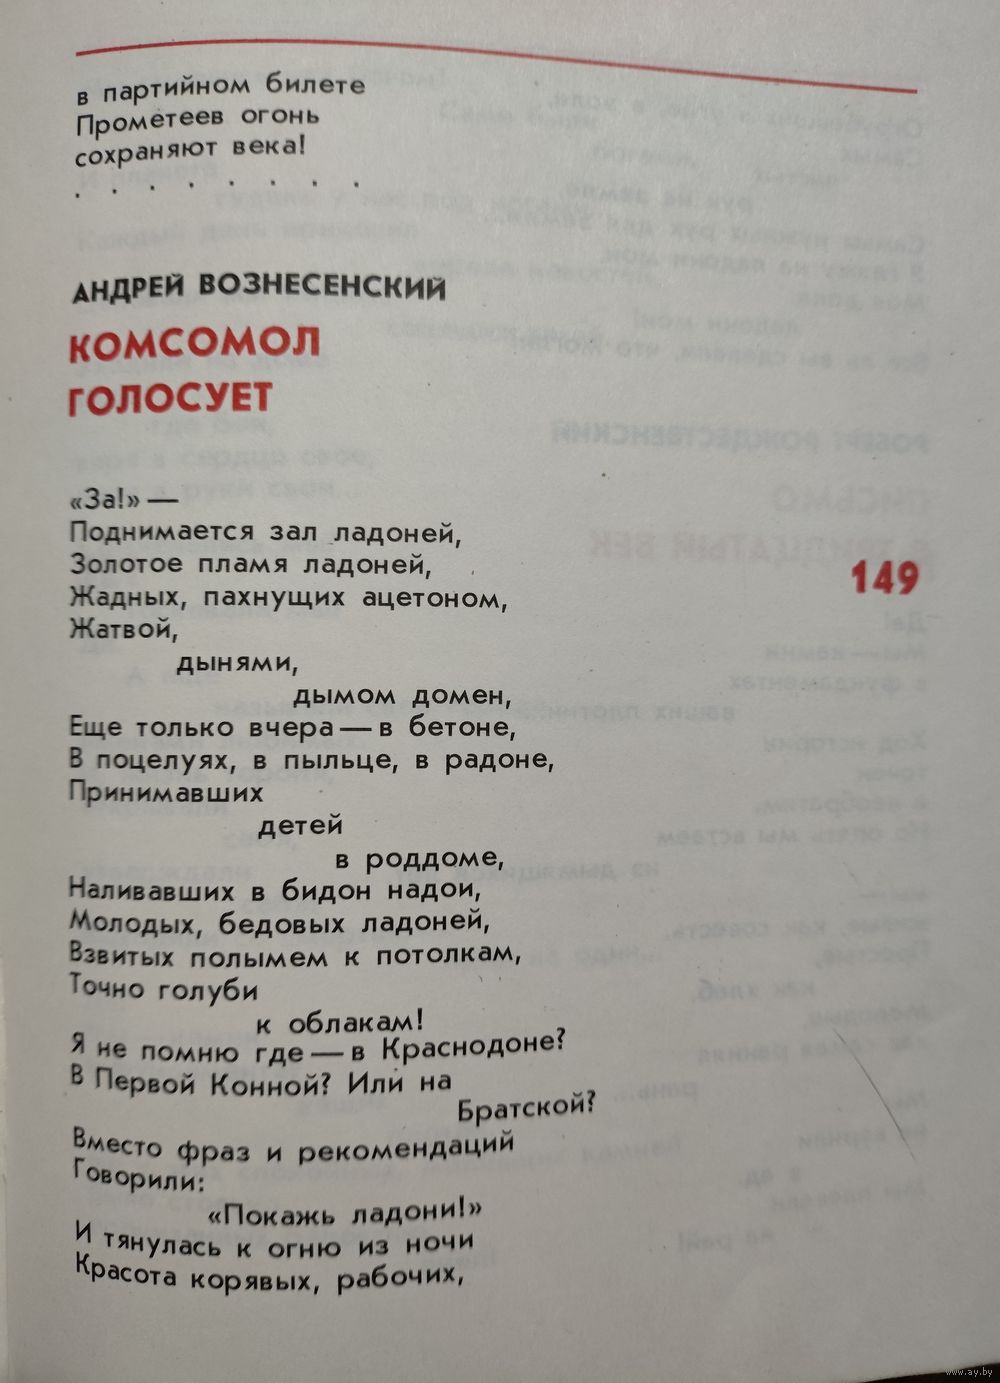 в партийном билете
Прометеев огонь
сохраняют века!
. . . . . . . .
АНДРЕЙ ВОЗНЕСЕНСКИЙ
КОМСОМОЛ
ГОЛОСУЕТ
«За!» —
Поднимается зал ладоней,
Золотое пламя ладоней,
149
Жадных, пахнущих ацетоном,
Жатвой,
дынями,
дымом домен,
Еще только вчера — в бетоне,
В поцелуях, в пыльце, в радоне,
Принимавших
детей
в роддоме,
Наливавших в бидон надои,
Молодых, бедовых ладоней,
Взвитых полымем к потолкам,
Точно голуби
к облакам!
Я не помню где — в Краснодоне?
В Первой Конной? Или на
Братской?
Вместо фраз и рекомендаций
Говорили:
«Покажь ладони!»
И тянулась к огню из ночи
Красота корявых, рабочих,
www.ay.by